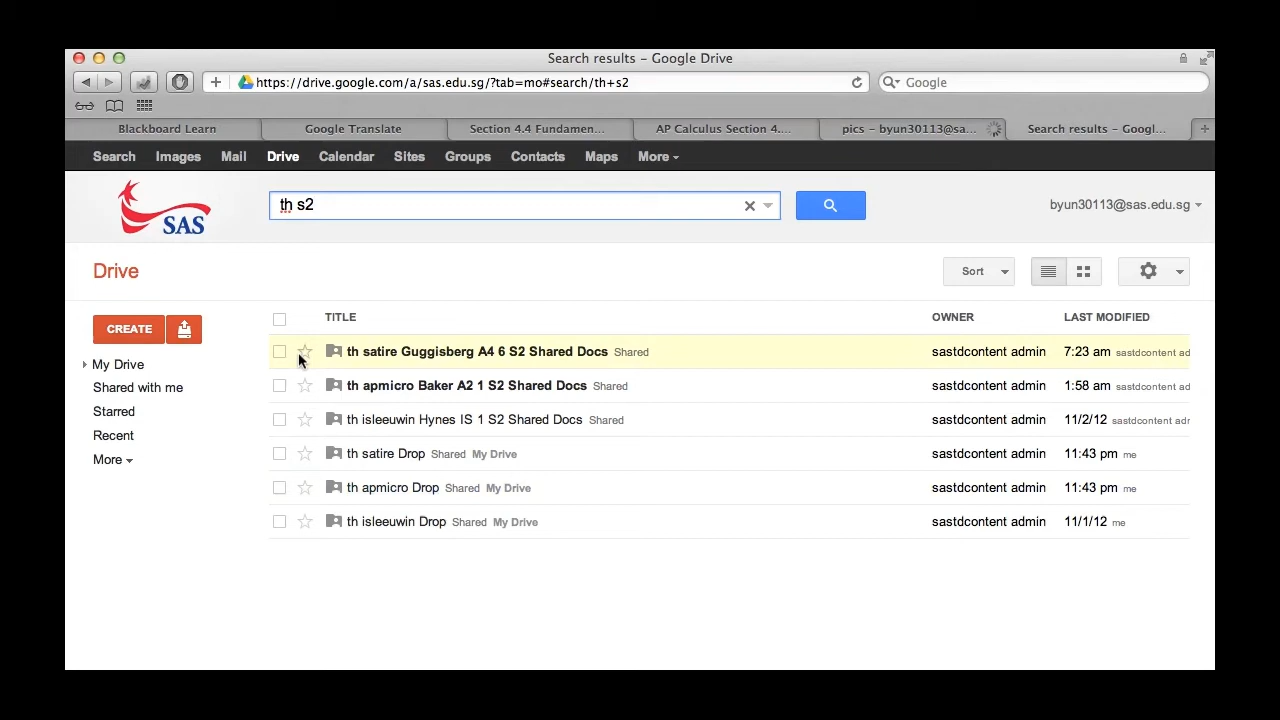 Search results – Google Drive
https://drive.google.com/a/sas.edu.sg/?tab=mo#search/th+s2
Google
Blackboard Learn
Google Translate
Section 4.4 Fundamen...
AP Calculus Section 4....
pics – byun30113@sa...
Search results – Googl...
Search Images Mail Drive Calendar Sites Groups Contacts Maps More
SAS
th s2
byun30113@sas.edu.sg
Drive
Sort
CREATE
My Drive
Shared with me
Starred
Recent
More
TITLE OWNER LAST MODIFIED
th satire Guggisberg A4 6 S2 Shared Docs Shared sastdcontent admin 7:23 am sastdcontent ad
th apmicro Baker A2 1 S2 Shared Docs Shared sastdcontent admin 1:58 am sastdcontent ad
th isleeuwin Hynes IS 1 S2 Shared Docs Shared sastdcontent admin 11/2/12 sastdcontent adr
th satire Drop Shared My Drive sastdcontent admin 11:43 pm me
th apmicro Drop Shared My Drive sastdcontent admin 11:43 pm me
th isleeuwin Drop Shared My Drive sastdcontent admin 11/1/12 me